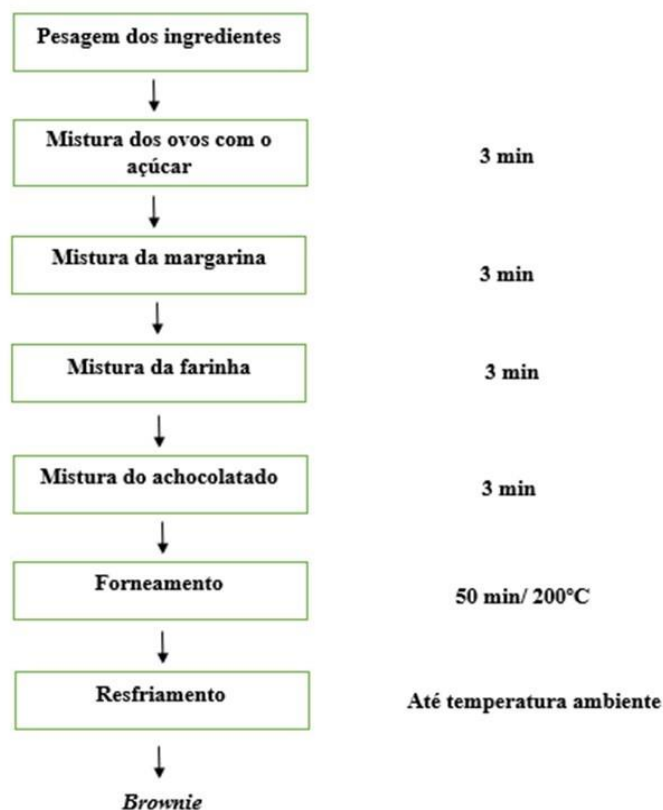 Pesagem dos ingredientes
Mistura dos ovos com o
açúcar
3 min
Mistura da margarina
3 min
Mistura da farinha
3 min
Mistura do achocolatado
3 min
Forneamento
50 min/ 200°C
Resfriamento
Até temperatura ambiente
Brownie